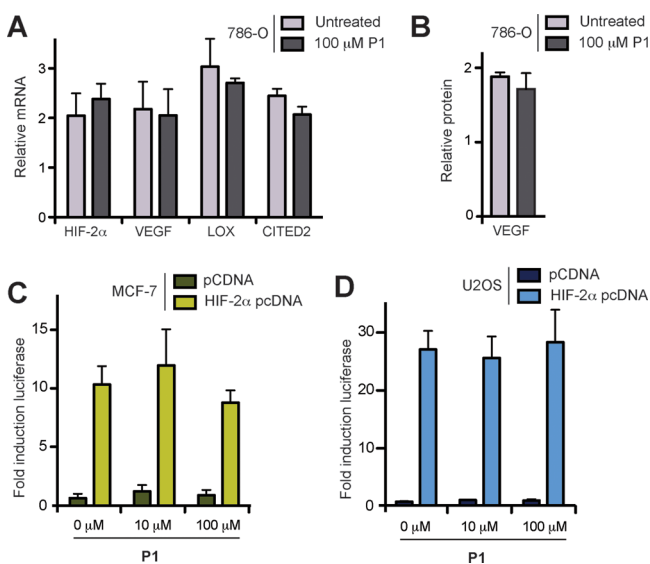 A
786-O
Untreated
100 μM P1
Relative mRNA
3
2
1
0
HIF-2α VEGF LOX CITED2
B
786-O
Untreated
100 μM P1
Relative protein
2
1
0
VEGF
C
MCF-7
pCDNA
HIF-2α pcDNA
Fold induction luciferase
15
10
5
0
0 μM 10 μM 100 μM
P1
D
U2OS
pCDNA
HIF-2α pcDNA
Fold induction luciferase
30
20
10
0
0 μM 10 μM 100 μM
P1